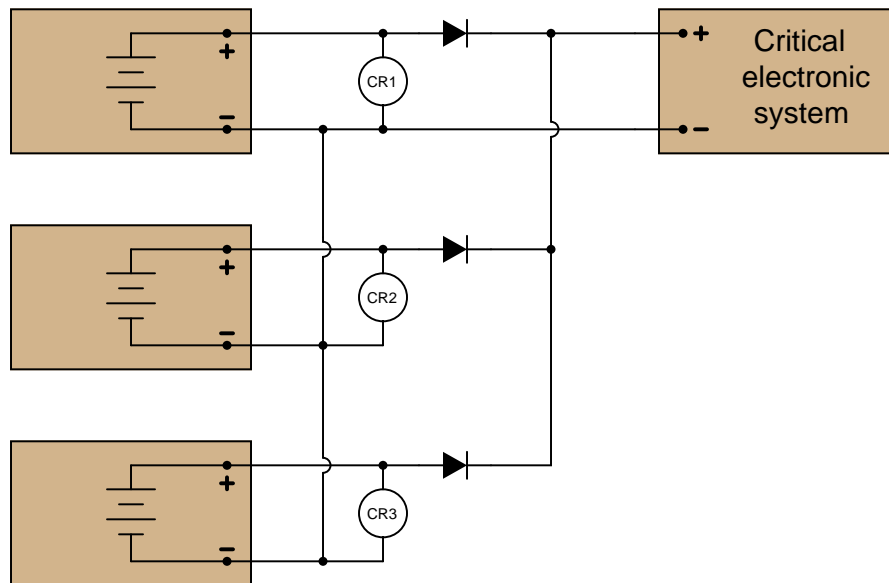 +
CR1
-
+
-
Critical
electronic
system
+
CR2
-
+
CR3
-